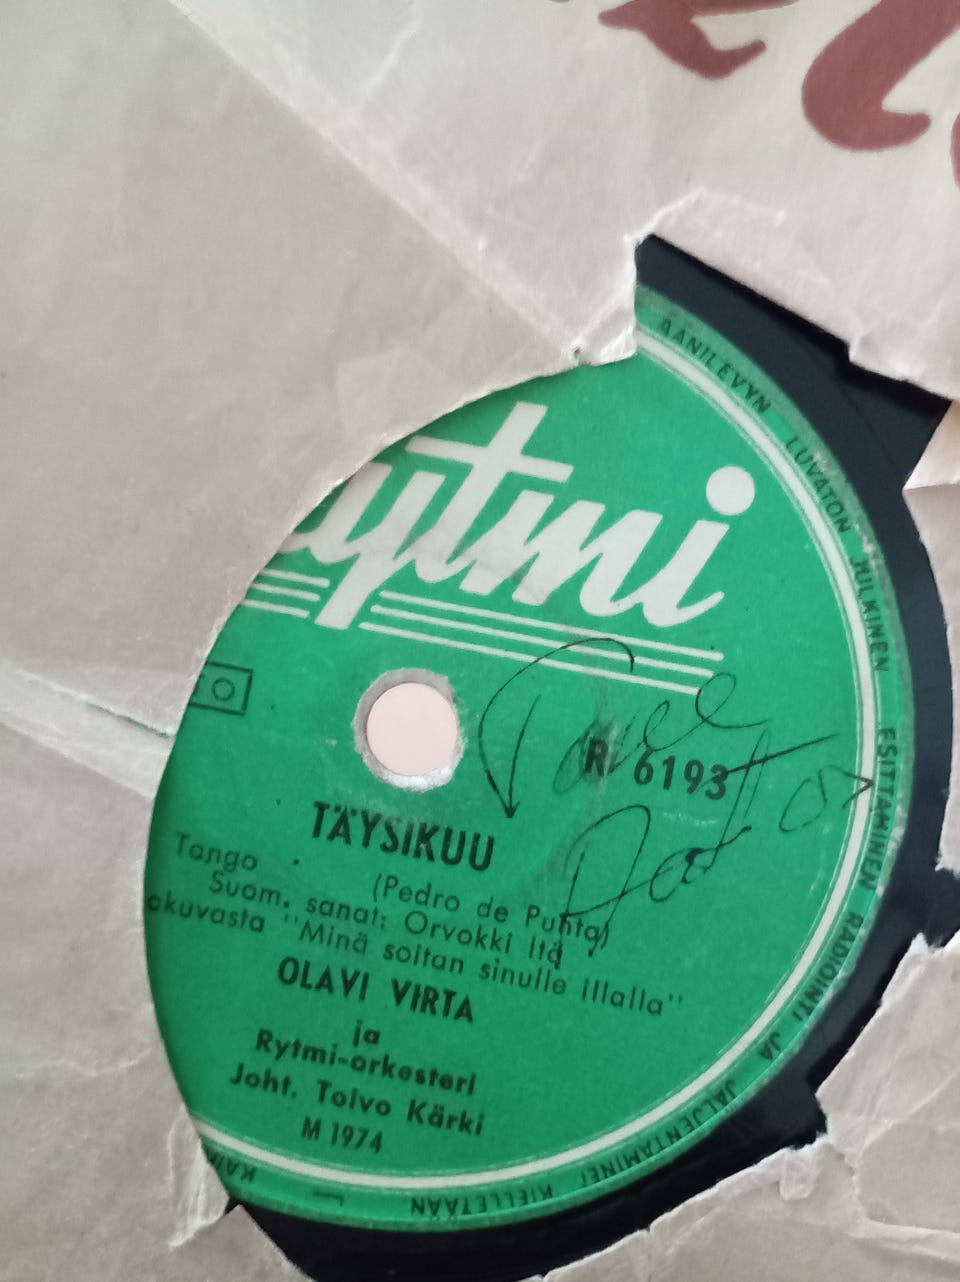 Rytmi
R 6193
TÄYSIKUU
Tango (Pedro de Punta)
Suom. sanat: Orvokki Itä
okuvasta "Minä soitan sinulle illalla"
OLAVI VIRTA
ja
Rytmi-orkesteri
Joht. Toivo Kärki
M 1974
ÄÄNILEVYN LUVATON JULKINEN ESITTÄMINEN RADIOINTI JA JÄLJENTÄMINEN KIELLETÄÄN